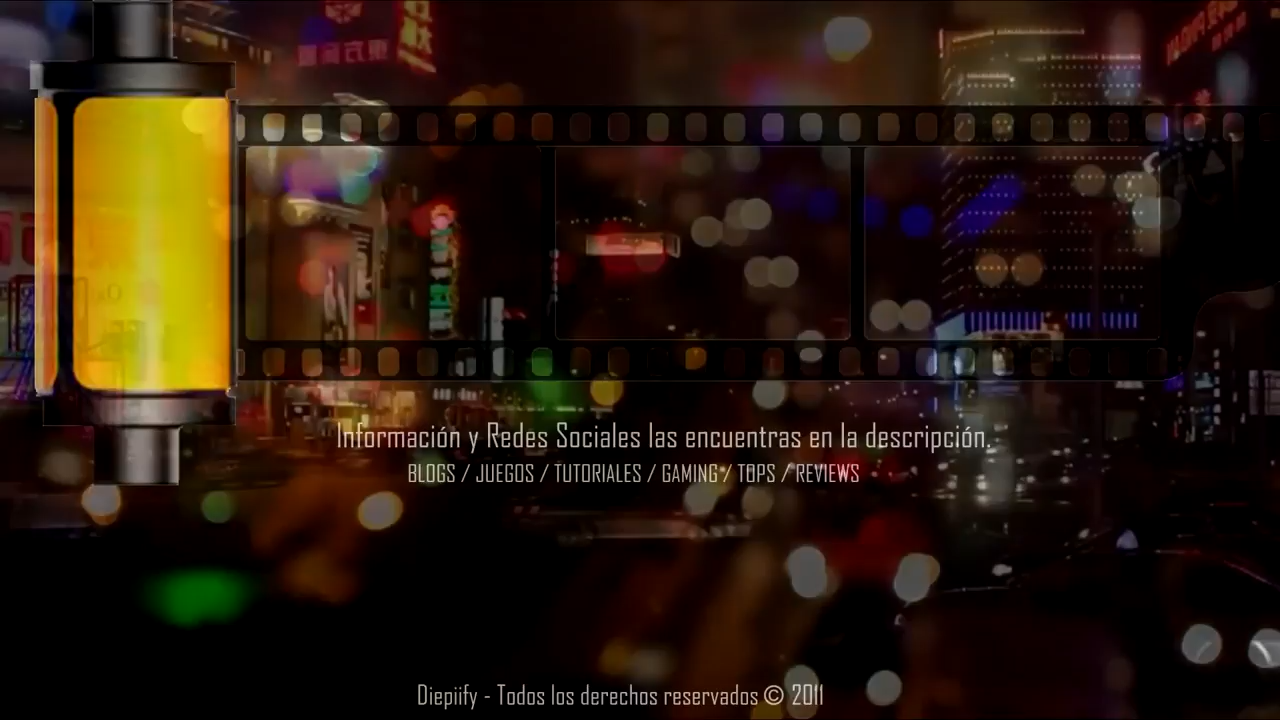 Información y Redes Sociales las encuentras en la descripción.
BLOGS / JUEGOS / TUTORIALES / GAMING / TOPS / REVIEWS
Diepiify - Todos los derechos reservados © 2011